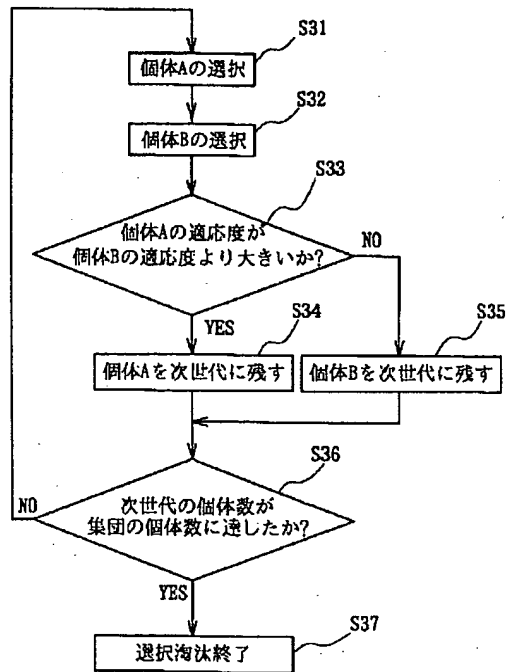 S31
個体Aの選択
S32
個体Bの選択
S33
個体Aの適応度が
個体Bの適応度より大きいか?
NO
YES
S34
S35
個体Aを次世代に残す
個体Bを次世代に残す
S36
NO
次世代の個体数が
集団の個体数に達したか?
YES
S37
選択淘汰終了